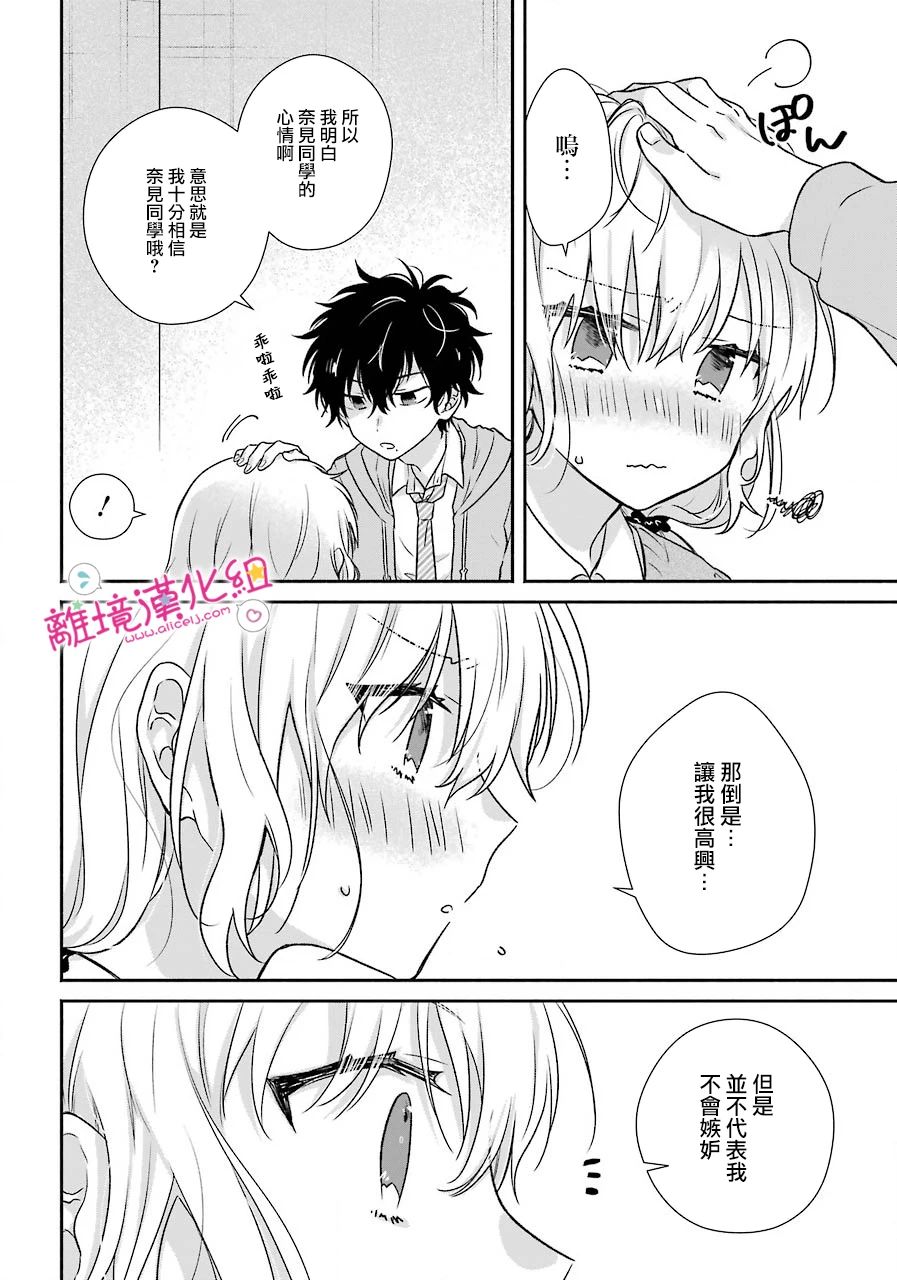 嗚…
ぽん
所以
我明白
奈見同學的
心情啊
意思就是
我十分相信
奈見同學哦？
乖啦乖啦
！
離境漢化組
www.alicelj.com
那倒是…
讓我很高興…
但是
並不代表我
不會嫉妒